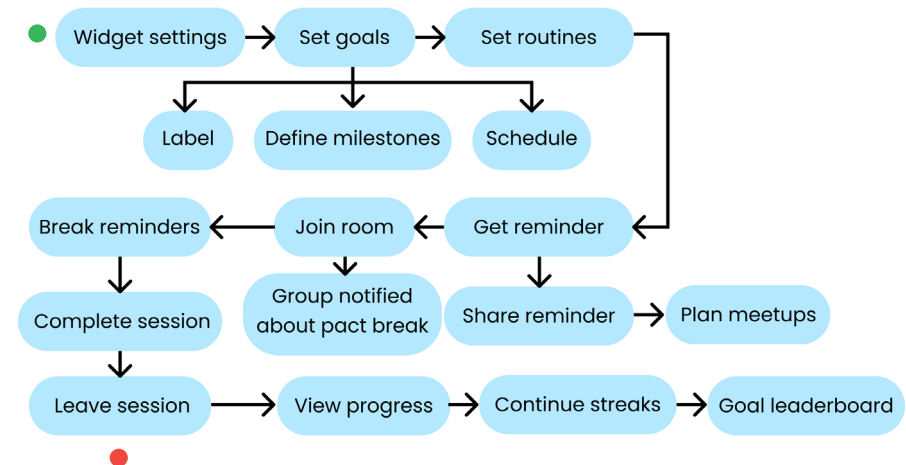 Widget settings
Set goals
Set routines
Label
Define milestones
Schedule
Break reminders
Join room
Get reminder
Group notified
about pact break
Complete session
Share reminder
Plan meetups
Leave session
View progress
Continue streaks
Goal leaderboard